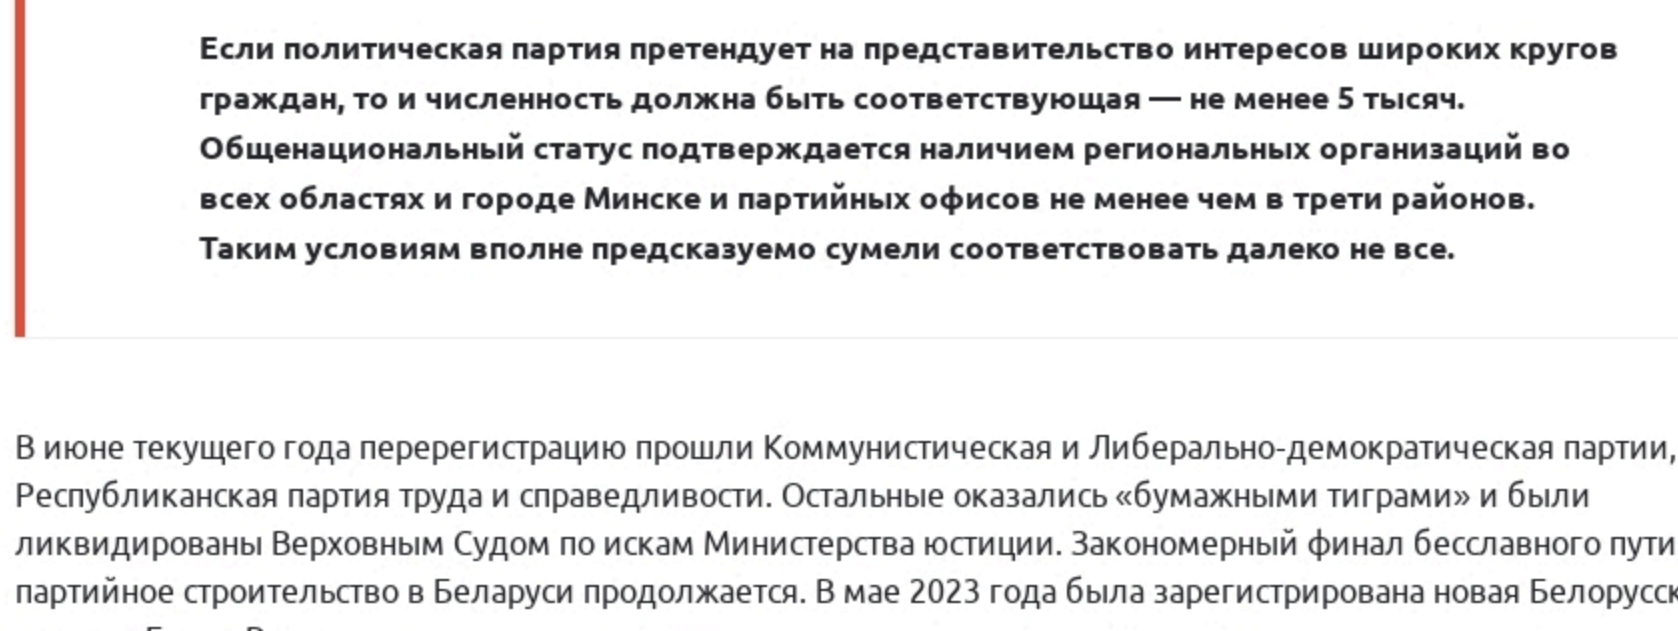 Если политическая партия претендует на представительство интересов широких кругов
граждан, то и численность должна быть соответствующая — не менее 5 тысяч.
Общенациональный статус подтверждается наличием региональных организаций во
всех областях и городе Минске и партийных офисов не менее чем в трети районов.
Таким условиям вполне предсказуемо сумели соответствовать далеко не все.
В июне текущего года перерегистрацию прошли Коммунистическая и Либерально-демократическая партии,
Республиканская партия труда и справедливости. Остальные оказались «бумажными тиграми» и были
ликвидированы Верховным Судом по искам Министерства юстиции. Закономерный финал бесславного пути
партийное строительство в Беларуси продолжается. В мае 2023 года была зарегистрирована новая Белорусск